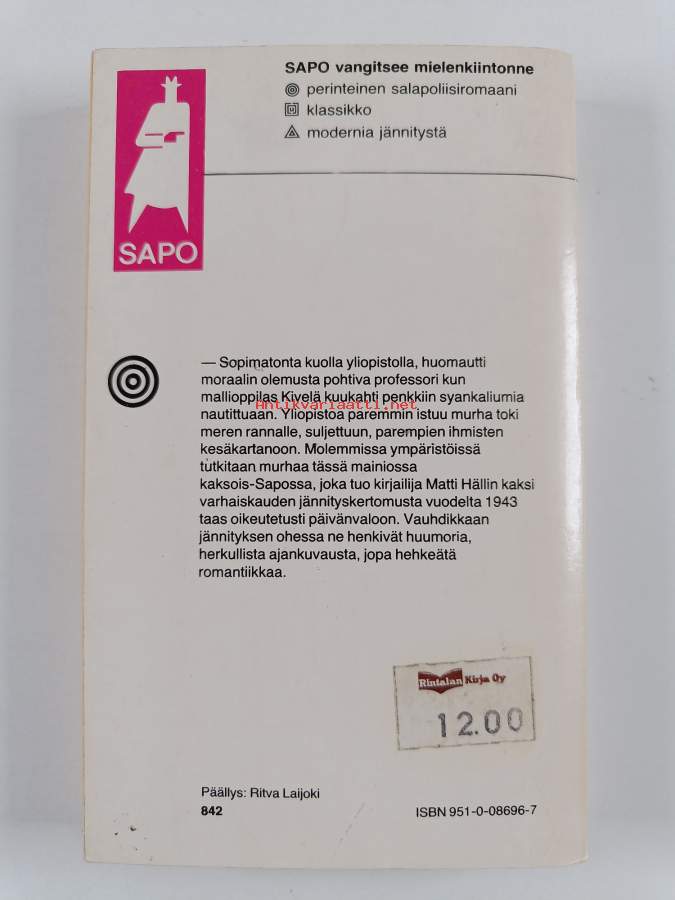 SAPO vangitsee mielenkiintonne
perinteinen salapoliisiromaani
klassikko
modernia jännitystä
SAPO
— Sopimatonta kuolla yliopistolla, huomautti
moraalin olemusta pohtiva professori kun
mallioppilas Kivelä kuukahti penkkiin syankaliumia
nautittuaan. Yliopistoa paremmin istuu murha toki
meren rannalle, suljettuun, parempien ihmisten
kesäkartanoon. Molemmissa ympäristöissä
tutkitaan murhaa tässä mainiossa
kaksois-Sapossa, joka tuo kirjailija Matti Hällin kaksi
varhaiskauden jännityskertomusta vuodelta 1943
taas oikeutetusti päivänvaloon. Vauhdikkaan
jännityksen ohessa ne henkivät huumoria,
herkullista ajankuvausta, jopa hehkeätä
romantiikkaa.
Antikvariaatti.net
Rintalan Kirja Oy
12.00
Päällys: Ritva Laijoki
842
ISBN 951-0-08696-7